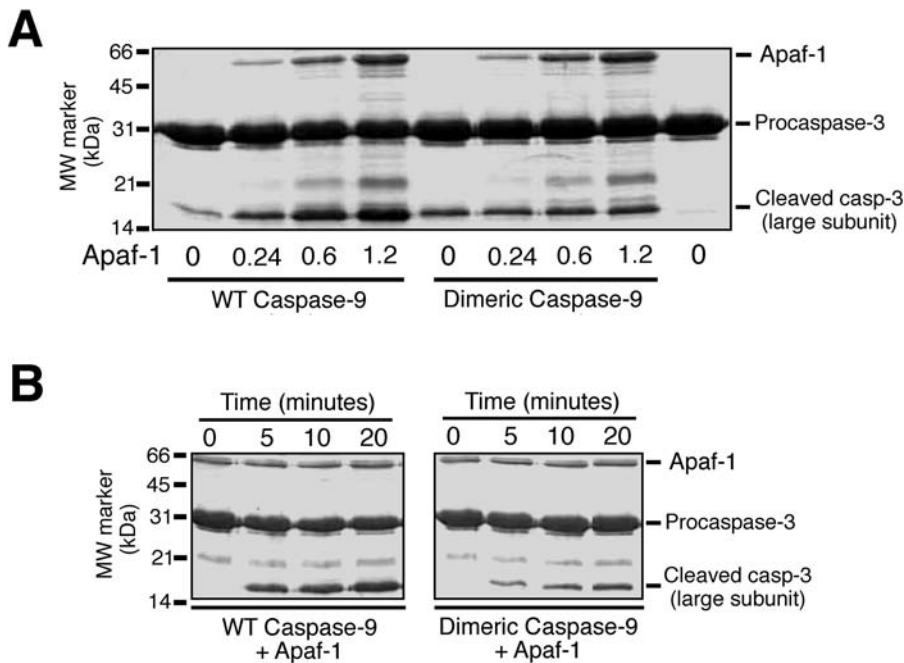 A
MW marker
(kDa)
66
45
31
21
14
Apaf-1
Procaspase-3
Cleaved casp-3
(large subunit)
Apaf-1 0 0.24 0.6 1.2 0 0.24 0.6 1.2 0
WT Caspase-9 Dimeric Caspase-9
B
Time (minutes) Time (minutes)
0 5 10 20 0 5 10 20
MW marker
(kDa)
66
45
31
21
14
Apaf-1
Procaspase-3
Cleaved casp-3
(large subunit)
WT Caspase-9 Dimeric Caspase-9
+ Apaf-1 + Apaf-1